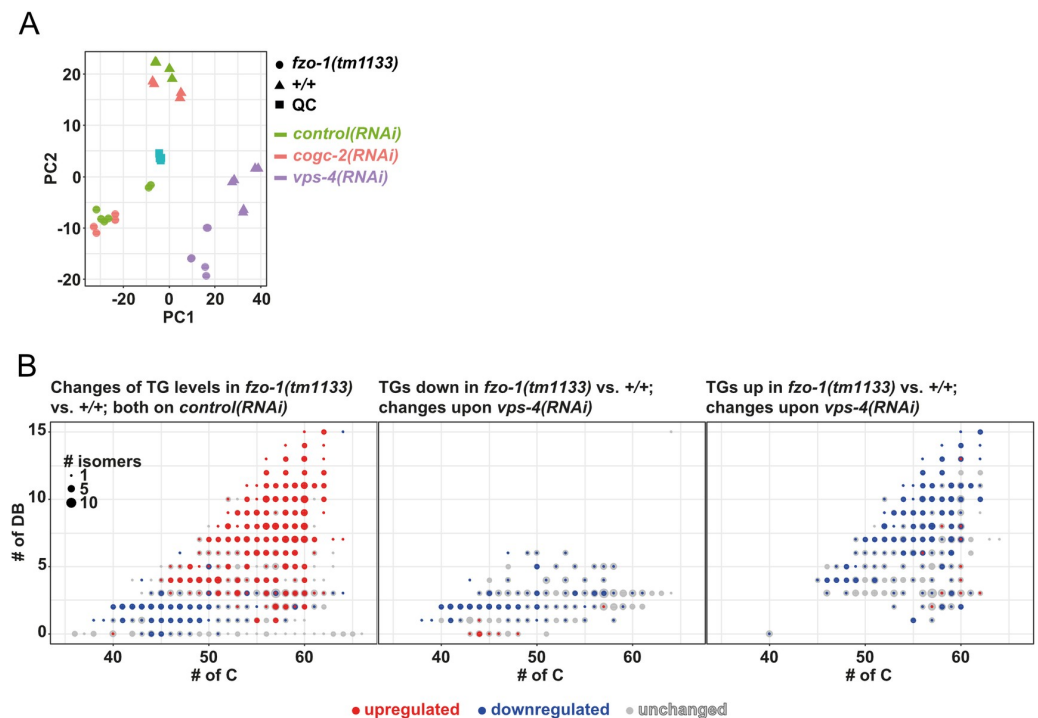 A
fzo-1(tm1133)
+/+
QC
control(RNAi)
cogc-2(RNAi)
vps-4(RNAi)
20
10
0
-10
-20
PC2
-20 0 20 40
PC1
B
Changes of TG levels in fzo-1(tm1133)
vs. +/+; both on control(RNAi)
TGs down in fzo-1(tm1133) vs. +/+;
changes upon vps-4(RNAi)
TGs up in fzo-1(tm1133) vs. +/+;
changes upon vps-4(RNAi)
# isomers
1
5
10
15
10
5
0
# of DB
40 50 60
# of C
40 50 60
# of C
40 50 60
# of C
upregulated downregulated unchanged